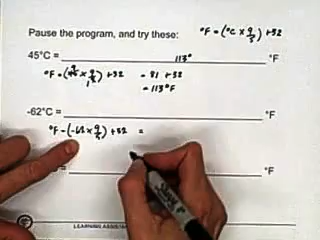 Pause the program, and try these: °F = (°C × 9/5) + 32
45°C = 113° °F
°F = (45 × 9/5) + 32 = 81 + 32
= 113°F
-62°C = °F
°F = (-62 × 9/5) + 32 =
= °F
LEARNING ASSISTA